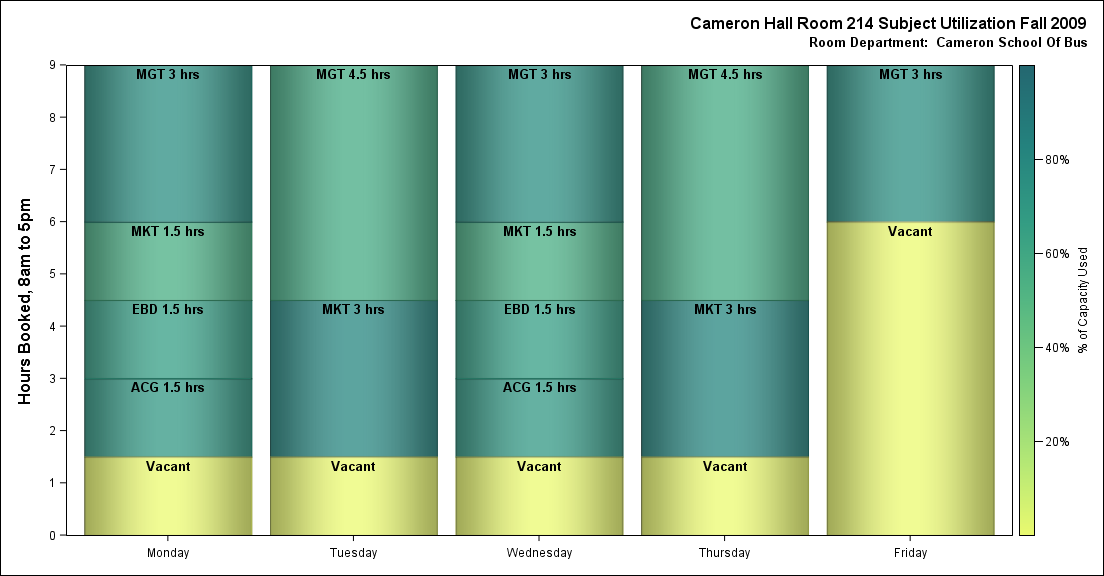 Cameron Hall Room 214 Subject Utilization Fall 2009
Room Department:  Cameron School Of Bus
Hours Booked, 8am to 5pm
9
8
7
6
5
4
3
2
1
0
MGT 3 hrs
MKT 1.5 hrs
EBD 1.5 hrs
ACG 1.5 hrs
Vacant
MGT 4.5 hrs
MKT 3 hrs
Vacant
MGT 3 hrs
MKT 1.5 hrs
EBD 1.5 hrs
ACG 1.5 hrs
Vacant
MGT 4.5 hrs
MKT 3 hrs
Vacant
MGT 3 hrs
Vacant
Monday
Tuesday
Wednesday
Thursday
Friday
80%
60%
40%
20%
% of Capacity Used